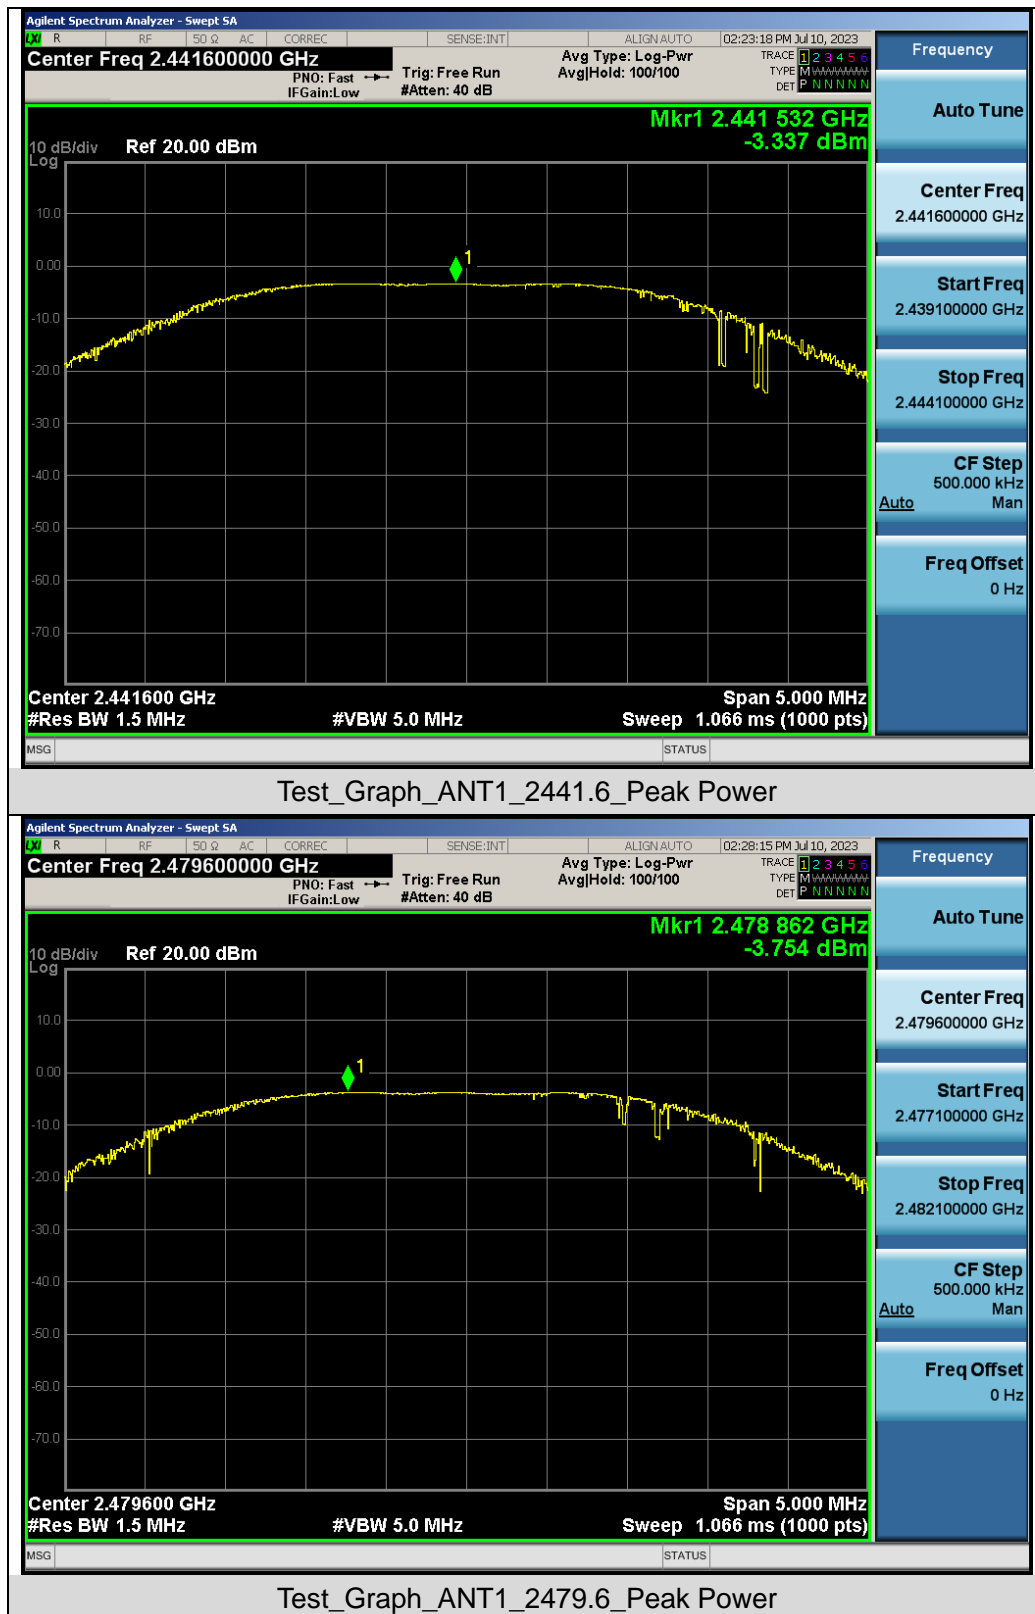 Agilent Spectrum Analyzer - Swept SA
LXI R RF 50 Ω AC CORREC SENSE:INT ALIGN AUTO 02:23:18 PM Jul 10, 2023
Center Freq 2.441600000 GHz
PNO: Fast
IFGain:Low
Trig: Free Run
#Atten: 40 dB
Avg Type: Log-Pwr
Avg|Hold: 100/100
TRACE 1 2 3 4 5 6
TYPE M
DET P N N N N N
Mkr1 2.441 532 GHz
-3.337 dBm
10 dB/div Ref 20.00 dBm
Log
10.0
0.00
1
-10.0
-20.0
-30.0
-40.0
-50.0
-60.0
-70.0
Center 2.441600 GHz Span 5.000 MHz
#Res BW 1.5 MHz #VBW 5.0 MHz Sweep 1.066 ms (1000 pts)
MSG STATUS
Frequency
Auto Tune
Center Freq
2.441600000 GHz
Start Freq
2.439100000 GHz
Stop Freq
2.444100000 GHz
CF Step
500.000 kHz
Auto Man
Freq Offset
0 Hz
Test_Graph_ANT1_2441.6_Peak Power
Agilent Spectrum Analyzer - Swept SA
LXI R RF 50 Ω AC CORREC SENSE:INT ALIGN AUTO 02:28:15 PM Jul 10, 2023
Center Freq 2.479600000 GHz
PNO: Fast
IFGain:Low
Trig: Free Run
#Atten: 40 dB
Avg Type: Log-Pwr
Avg|Hold: 100/100
TRACE 1 2 3 4 5 6
TYPE M
DET P N N N N N
Mkr1 2.478 862 GHz
-3.754 dBm
10 dB/div Ref 20.00 dBm
Log
10.0
0.00
1
-10.0
-20.0
-30.0
-40.0
-50.0
-60.0
-70.0
Center 2.479600 GHz Span 5.000 MHz
#Res BW 1.5 MHz #VBW 5.0 MHz Sweep 1.066 ms (1000 pts)
MSG STATUS
Frequency
Auto Tune
Center Freq
2.479600000 GHz
Start Freq
2.477100000 GHz
Stop Freq
2.482100000 GHz
CF Step
500.000 kHz
Auto Man
Freq Offset
0 Hz
Test_Graph_ANT1_2479.6_Peak Power